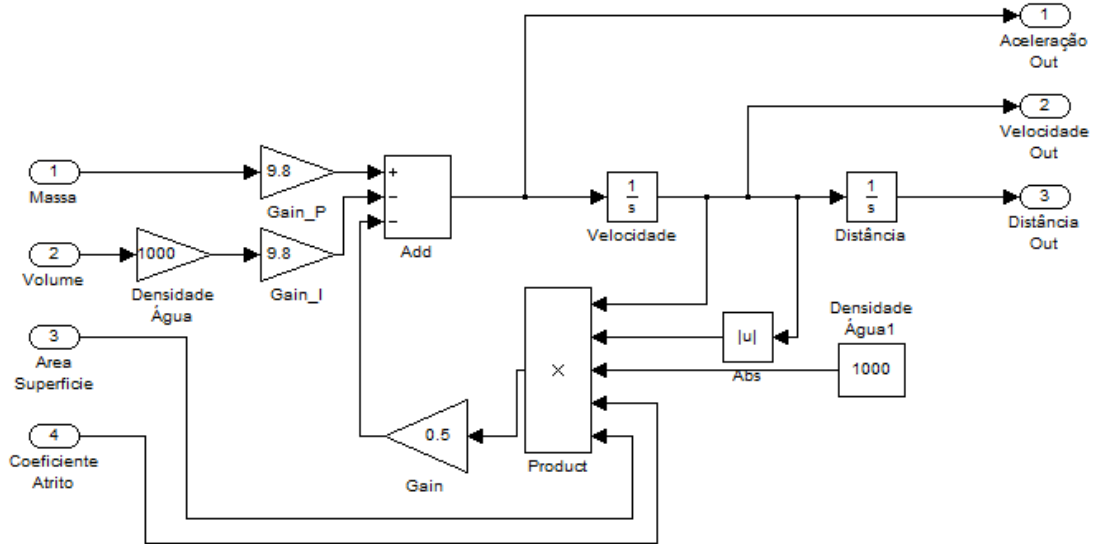 1
Aceleração
Out
2
Velocidade
Out
1
Massa
9.8
Gain_P
+
−
−
Add
1
s
Velocidade
1
s
Distância
3
Distância
Out
2
Volume
1000
Densidade
Água
9.8
Gain_I
3
Area
Superficie
×
Product
|u|
Abs
Densidade
Água1
1000
4
Coeficiente
Atrito
0.5
Gain